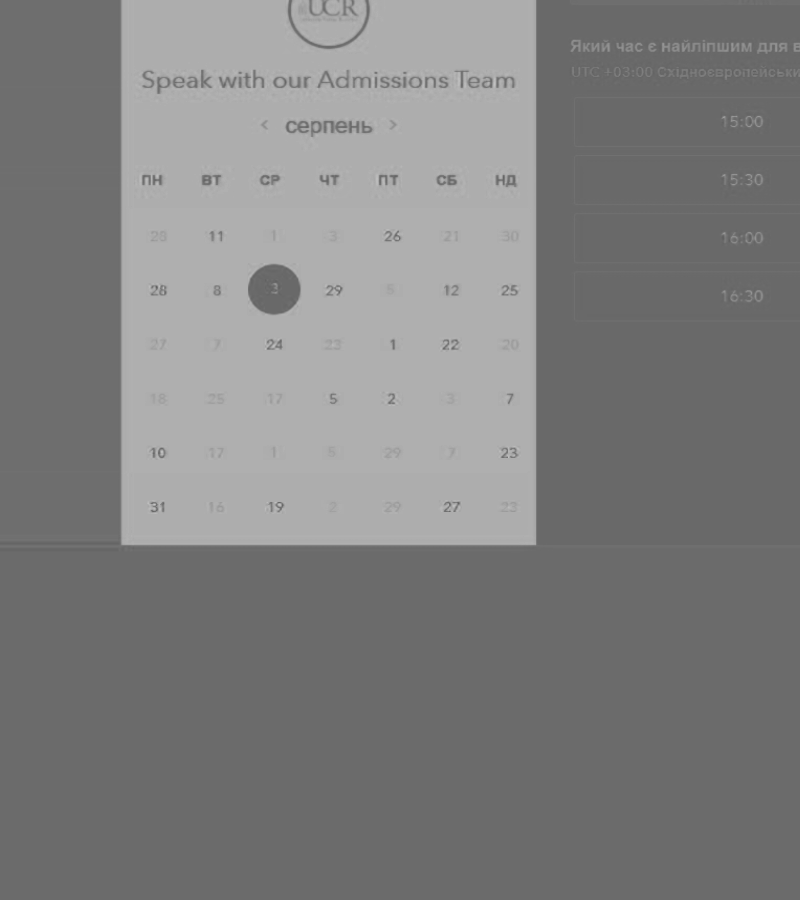 UCR
Speak with our Admissions Team
< серпень >
ПН ВТ СР ЧТ ПТ СБ НД
28 11 1 3 26 21 30
28 8 3 29 12 25
27 7 24 23 1 22 20
18 25 17 5 2 3 7
10 17 1 5 29 7 23
31 16 19 2 29 27 23
Який час є найліпшим для в
UTC +03:00 Східноєвропейськи
15:00
15:30
16:00
16:30